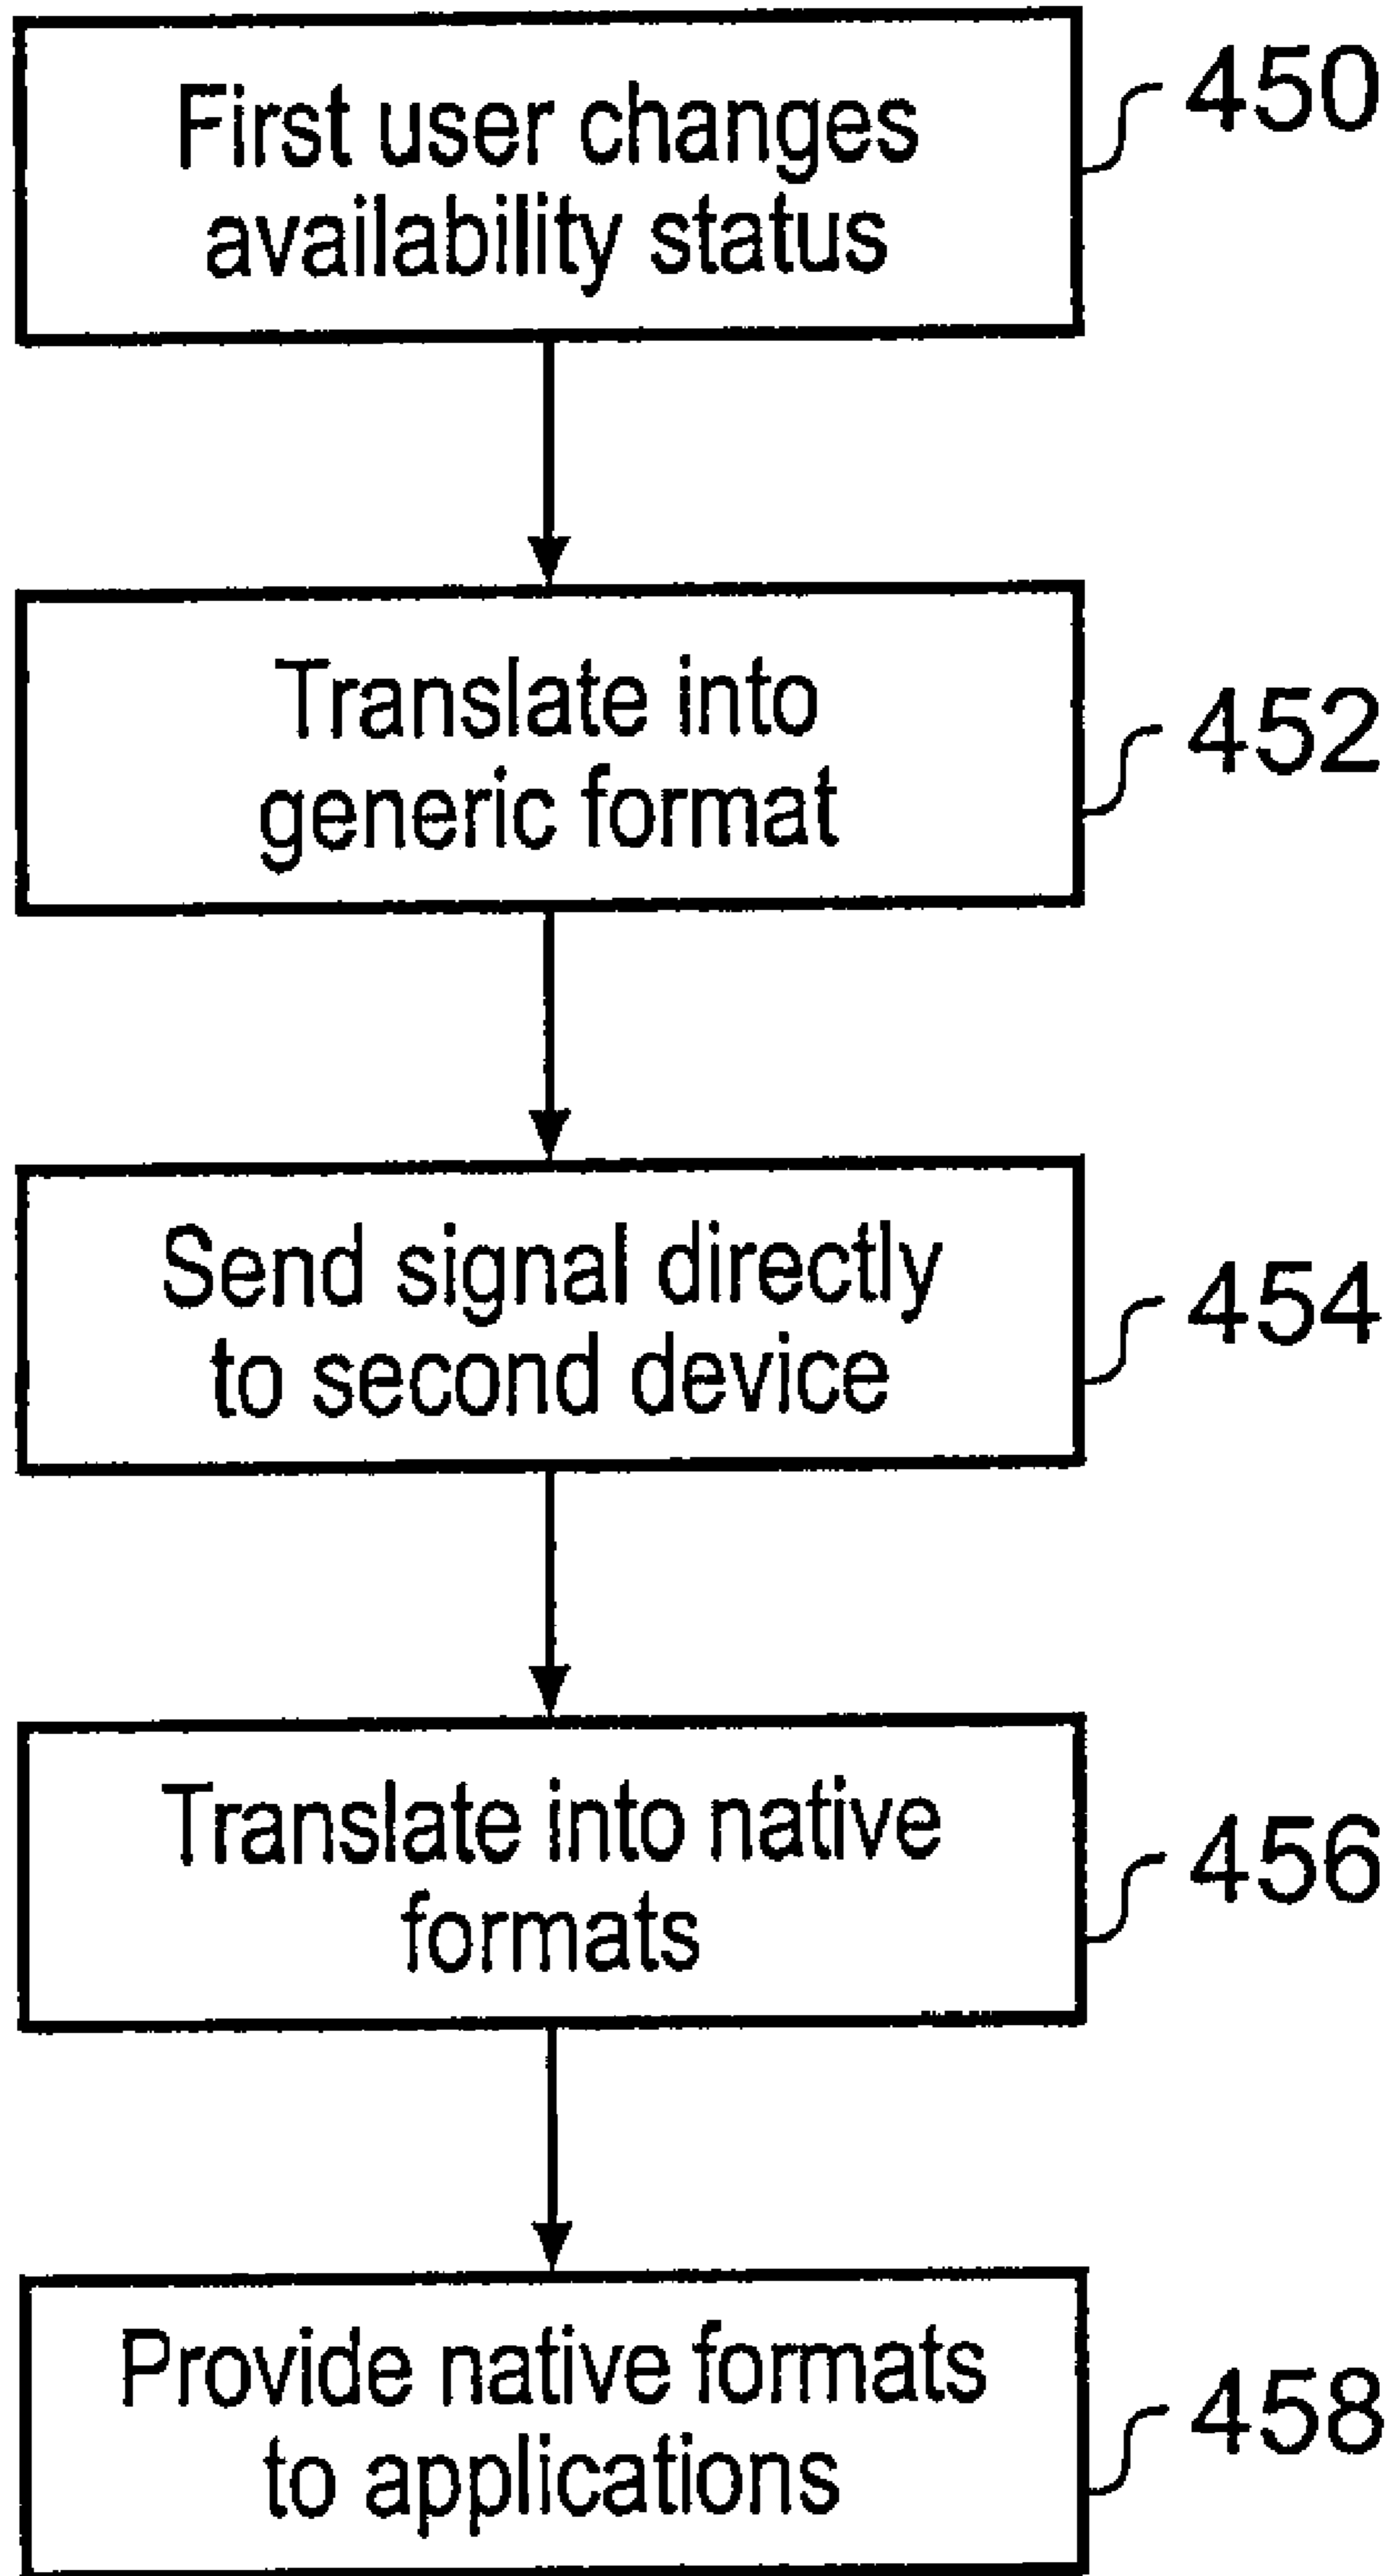 First user changes
availability status
450
Translate into
generic format
452
Send signal directly
to second device
454
Translate into native
formats
456
Provide native formats
to applications
458